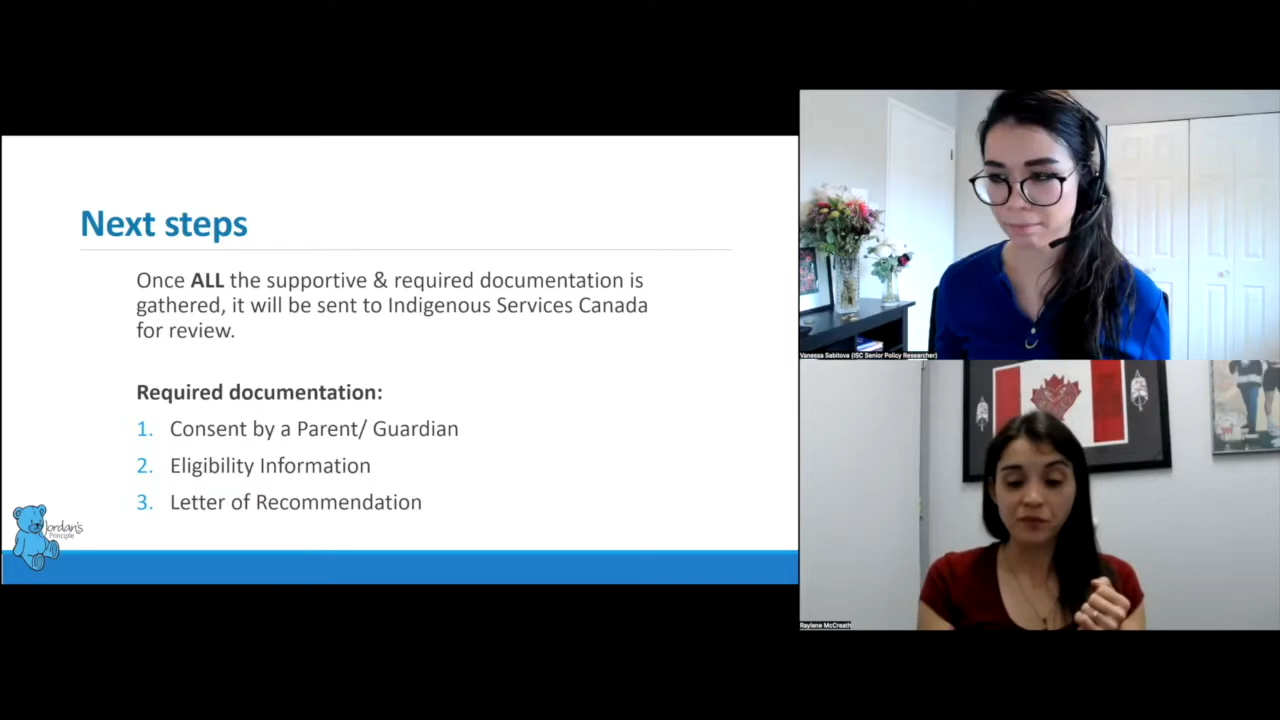 Next steps
Once ALL the supportive & required documentation is
gathered, it will be sent to Indigenous Services Canada
for review.
Required documentation:
1. Consent by a Parent/ Guardian
2. Eligibility Information
3. Letter of Recommendation
Jordan's
Principle
Vanessa Sabitova (ISC Senior Policy Researcher)
Raylene McCreath